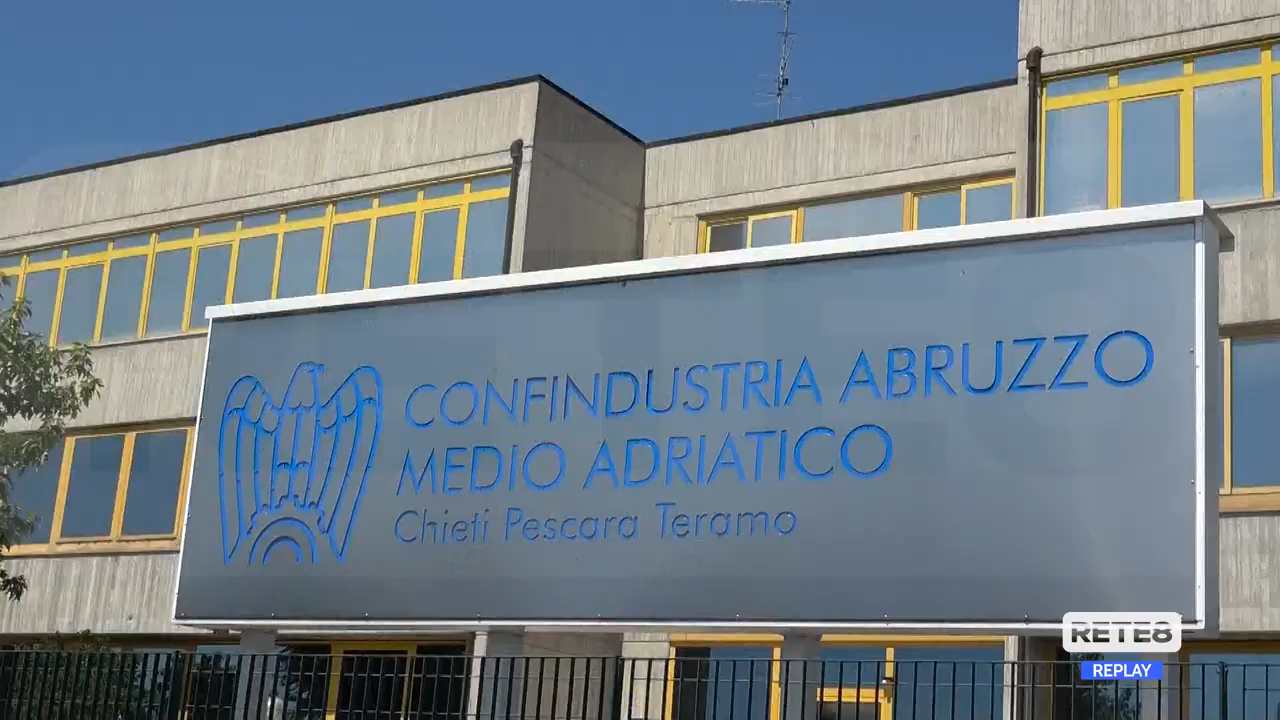 CONFINDUSTRIA ABRUZZO
MEDIO ADRIATICO
Chieti Pescara Teramo
RETE8
REPLAY